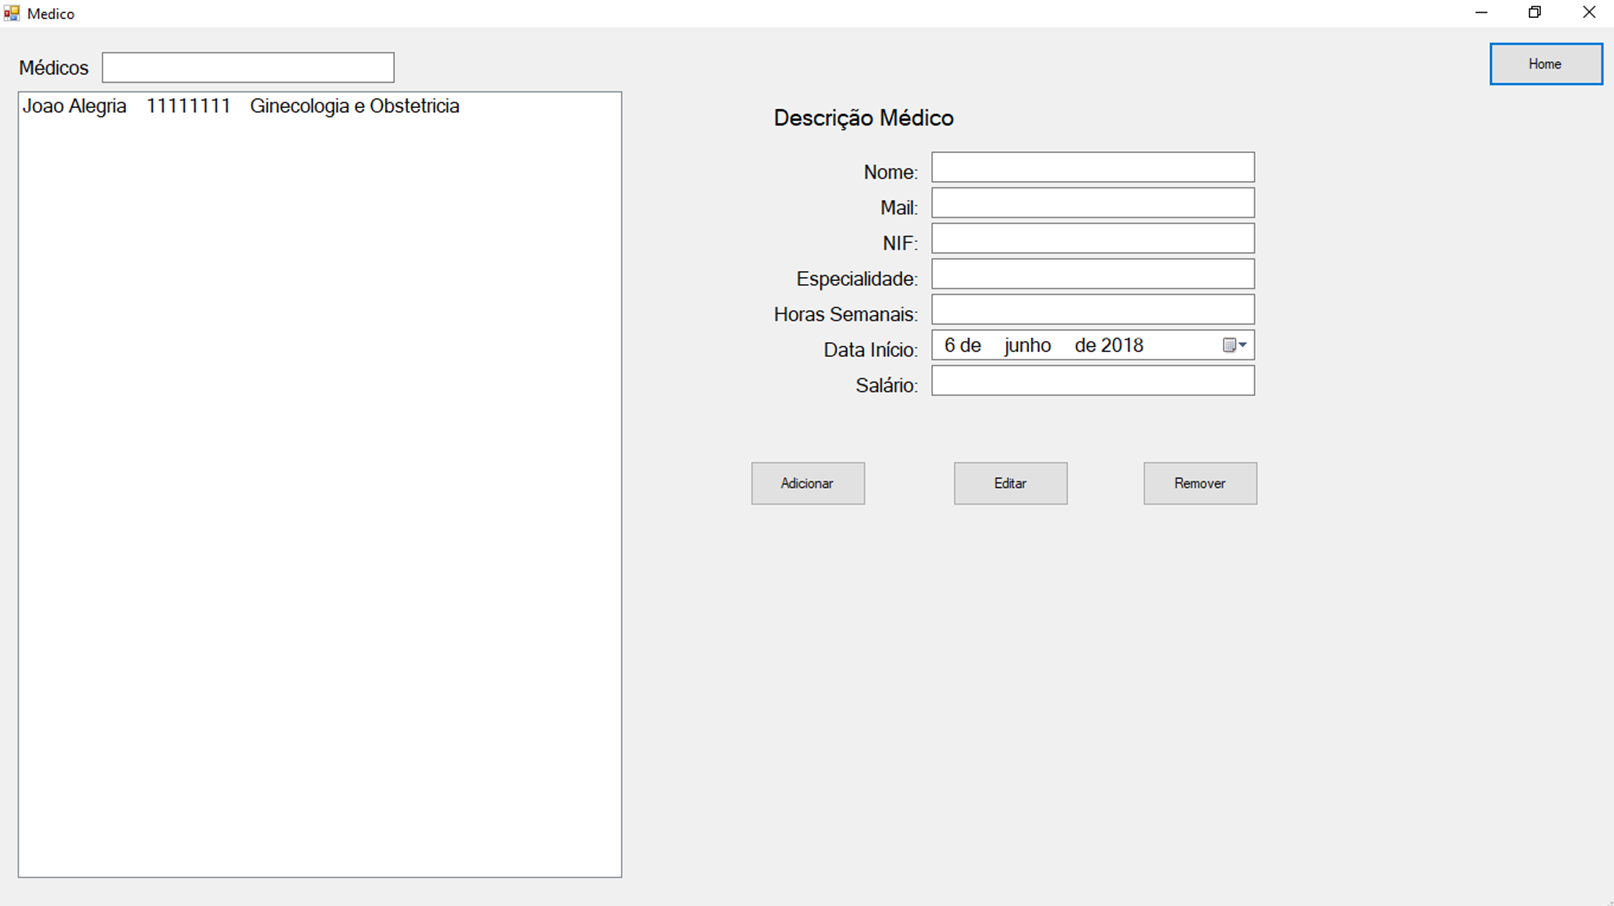 Medico
Médicos
Home
Joao Alegria 11111111 Ginecologia e Obstetricia
Descrição Médico
Nome:
Mail:
NIF:
Especialidade:
Horas Semanais:
Data Início: 6 de junho de 2018
Salário:
Adicionar Editar Remover